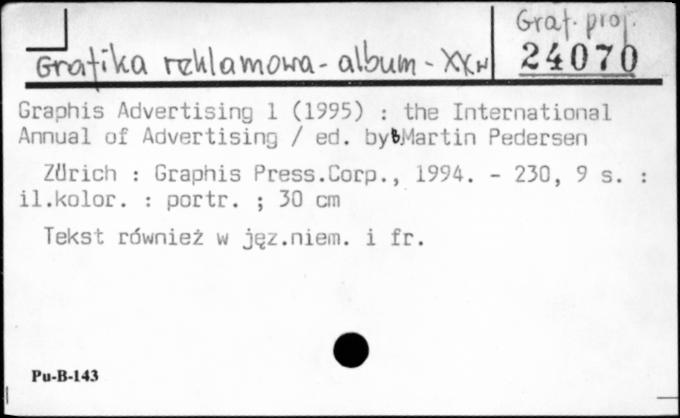 Graf. proj.
Grafika reklamowa - album - XX w
24070
Graphis Advertising 1 (1995) : the International
Annual of Advertising / ed. by B.Martin Pedersen
Zürich : Graphis Press.Corp., 1994. - 230, 9 s. :
il.kolor. : portr. ; 30 cm
Tekst również w jęz.niem. i fr.
Pu-B-143